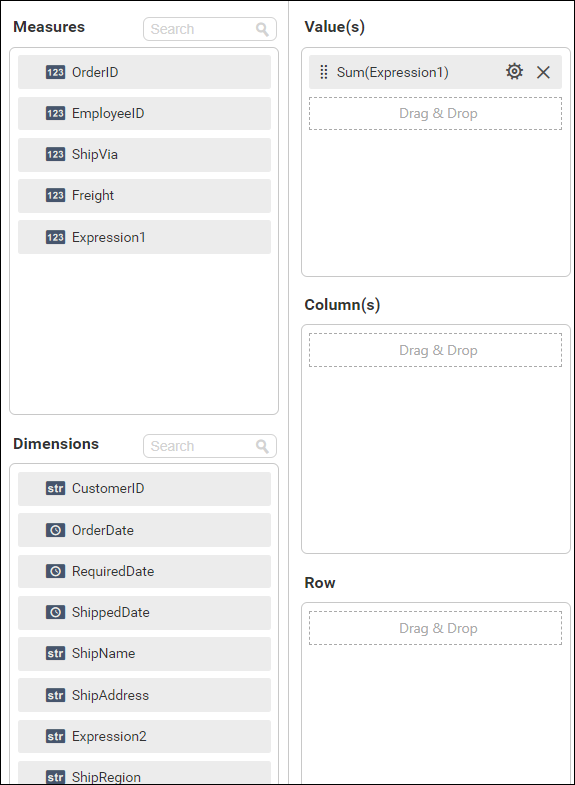 Measures
Search
123 OrderID
123 EmployeeID
123 ShipVia
123 Freight
123 Expression1
Dimensions
Search
str CustomerID
OrderDate
RequiredDate
ShippedDate
str ShipName
str ShipAddress
str Expression2
str ShipRegion
Value(s)
Sum(Expression1)
Drag & Drop
Column(s)
Drag & Drop
Row
Drag & Drop